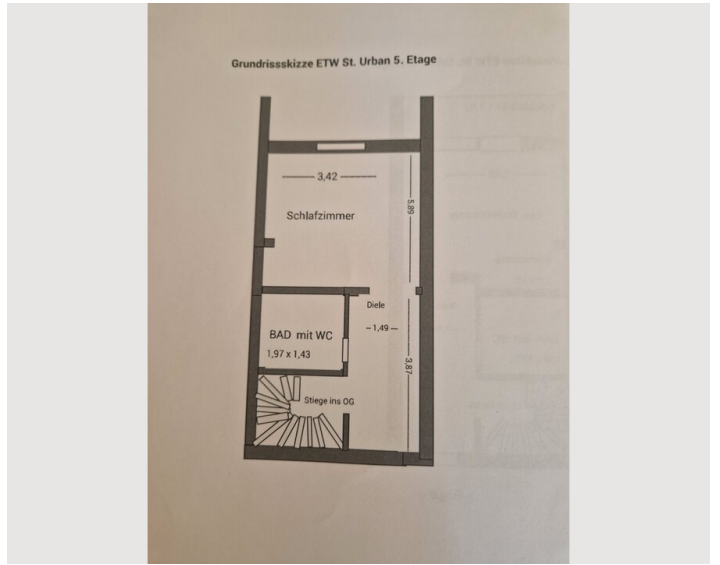 Grundrissskizze ETW St. Urban 5. Etage
3,42
5,89
Schlafzimmer
Diele
1,49
BAD mit WC
1,97 x 1,43
3,87
Stiege ins OG